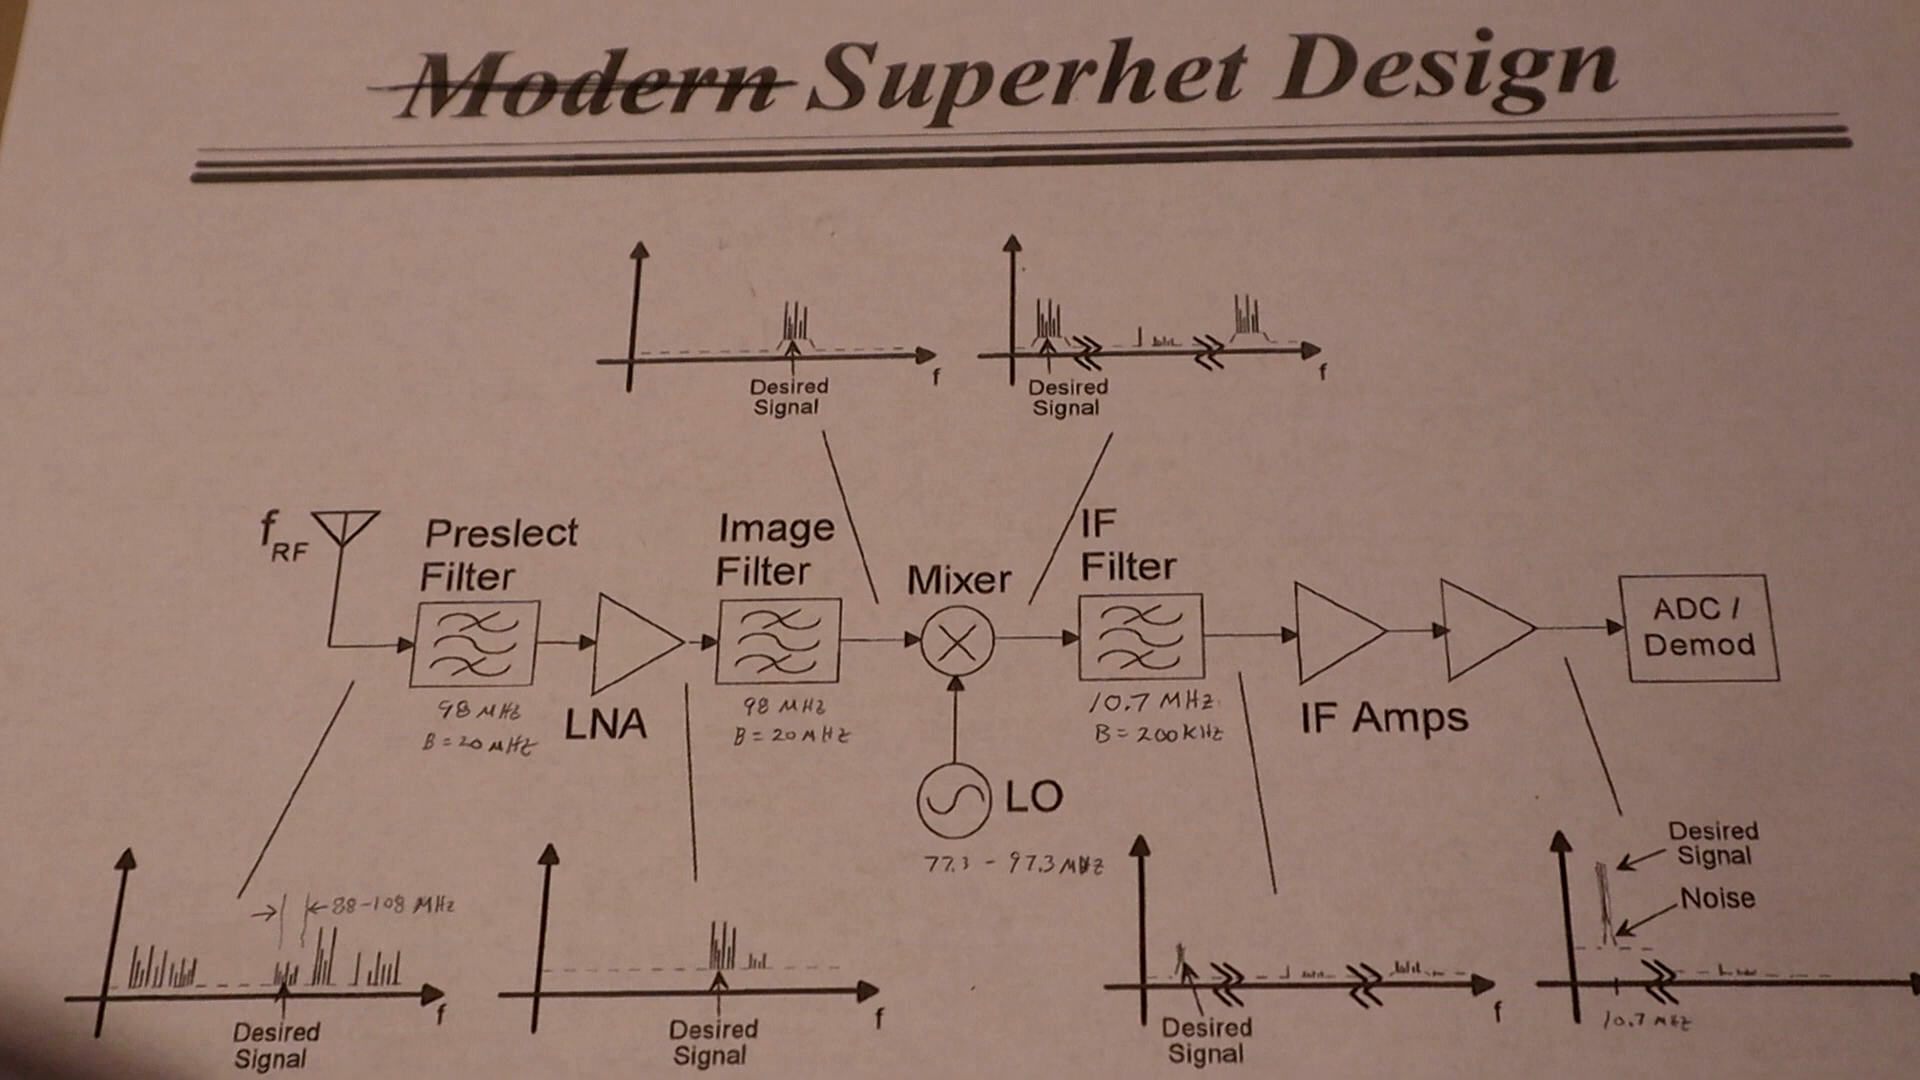 Modern Superhet Design
f
Desired
Signal
f
Desired
Signal
fRF
Preslect
Filter
98 MHz
B = 20 MHz
LNA
Image
Filter
98 MHz
B = 20 MHz
Mixer
LO
77.3 - 97.3 MHz
IF
Filter
10.7 MHz
B = 200 KHz
IF Amps
ADC /
Demod
88-108 MHz
f
Desired
Signal
f
Desired
Signal
f
Desired
Signal
Desired
Signal
Noise
10.7 MHz